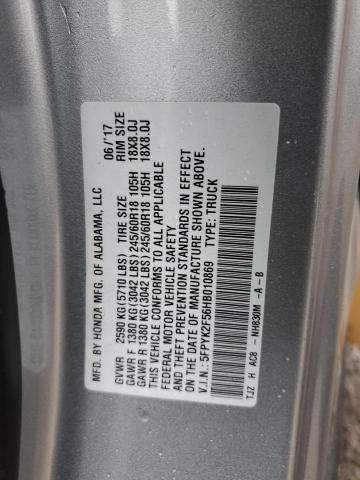 MFD. BY HONDA MFG. OF ALABAMA, LLC 06/'17
GVWR 2590 KG(5710 LBS) TIRE SIZE RIM SIZE
GAWR F 1380 KG(3042 LBS) 245/60R18 105H 18X8.0J
GAWR R 1380 KG(3042 LBS) 245/60R18 105H 18X8.0J
THIS VEHICLE CONFORMS TO ALL APPLICABLE
FEDERAL MOTOR VEHICLE SAFETY
AND THEFT PREVENTION STANDARDS IN EFFECT
ON THE DATE OF MANUFACTURE SHOWN ABOVE.
V.I.N.: 5FPYK2F56HB010869 TYPE: TRUCK
TJZ H AC8 - NH830M -A -B